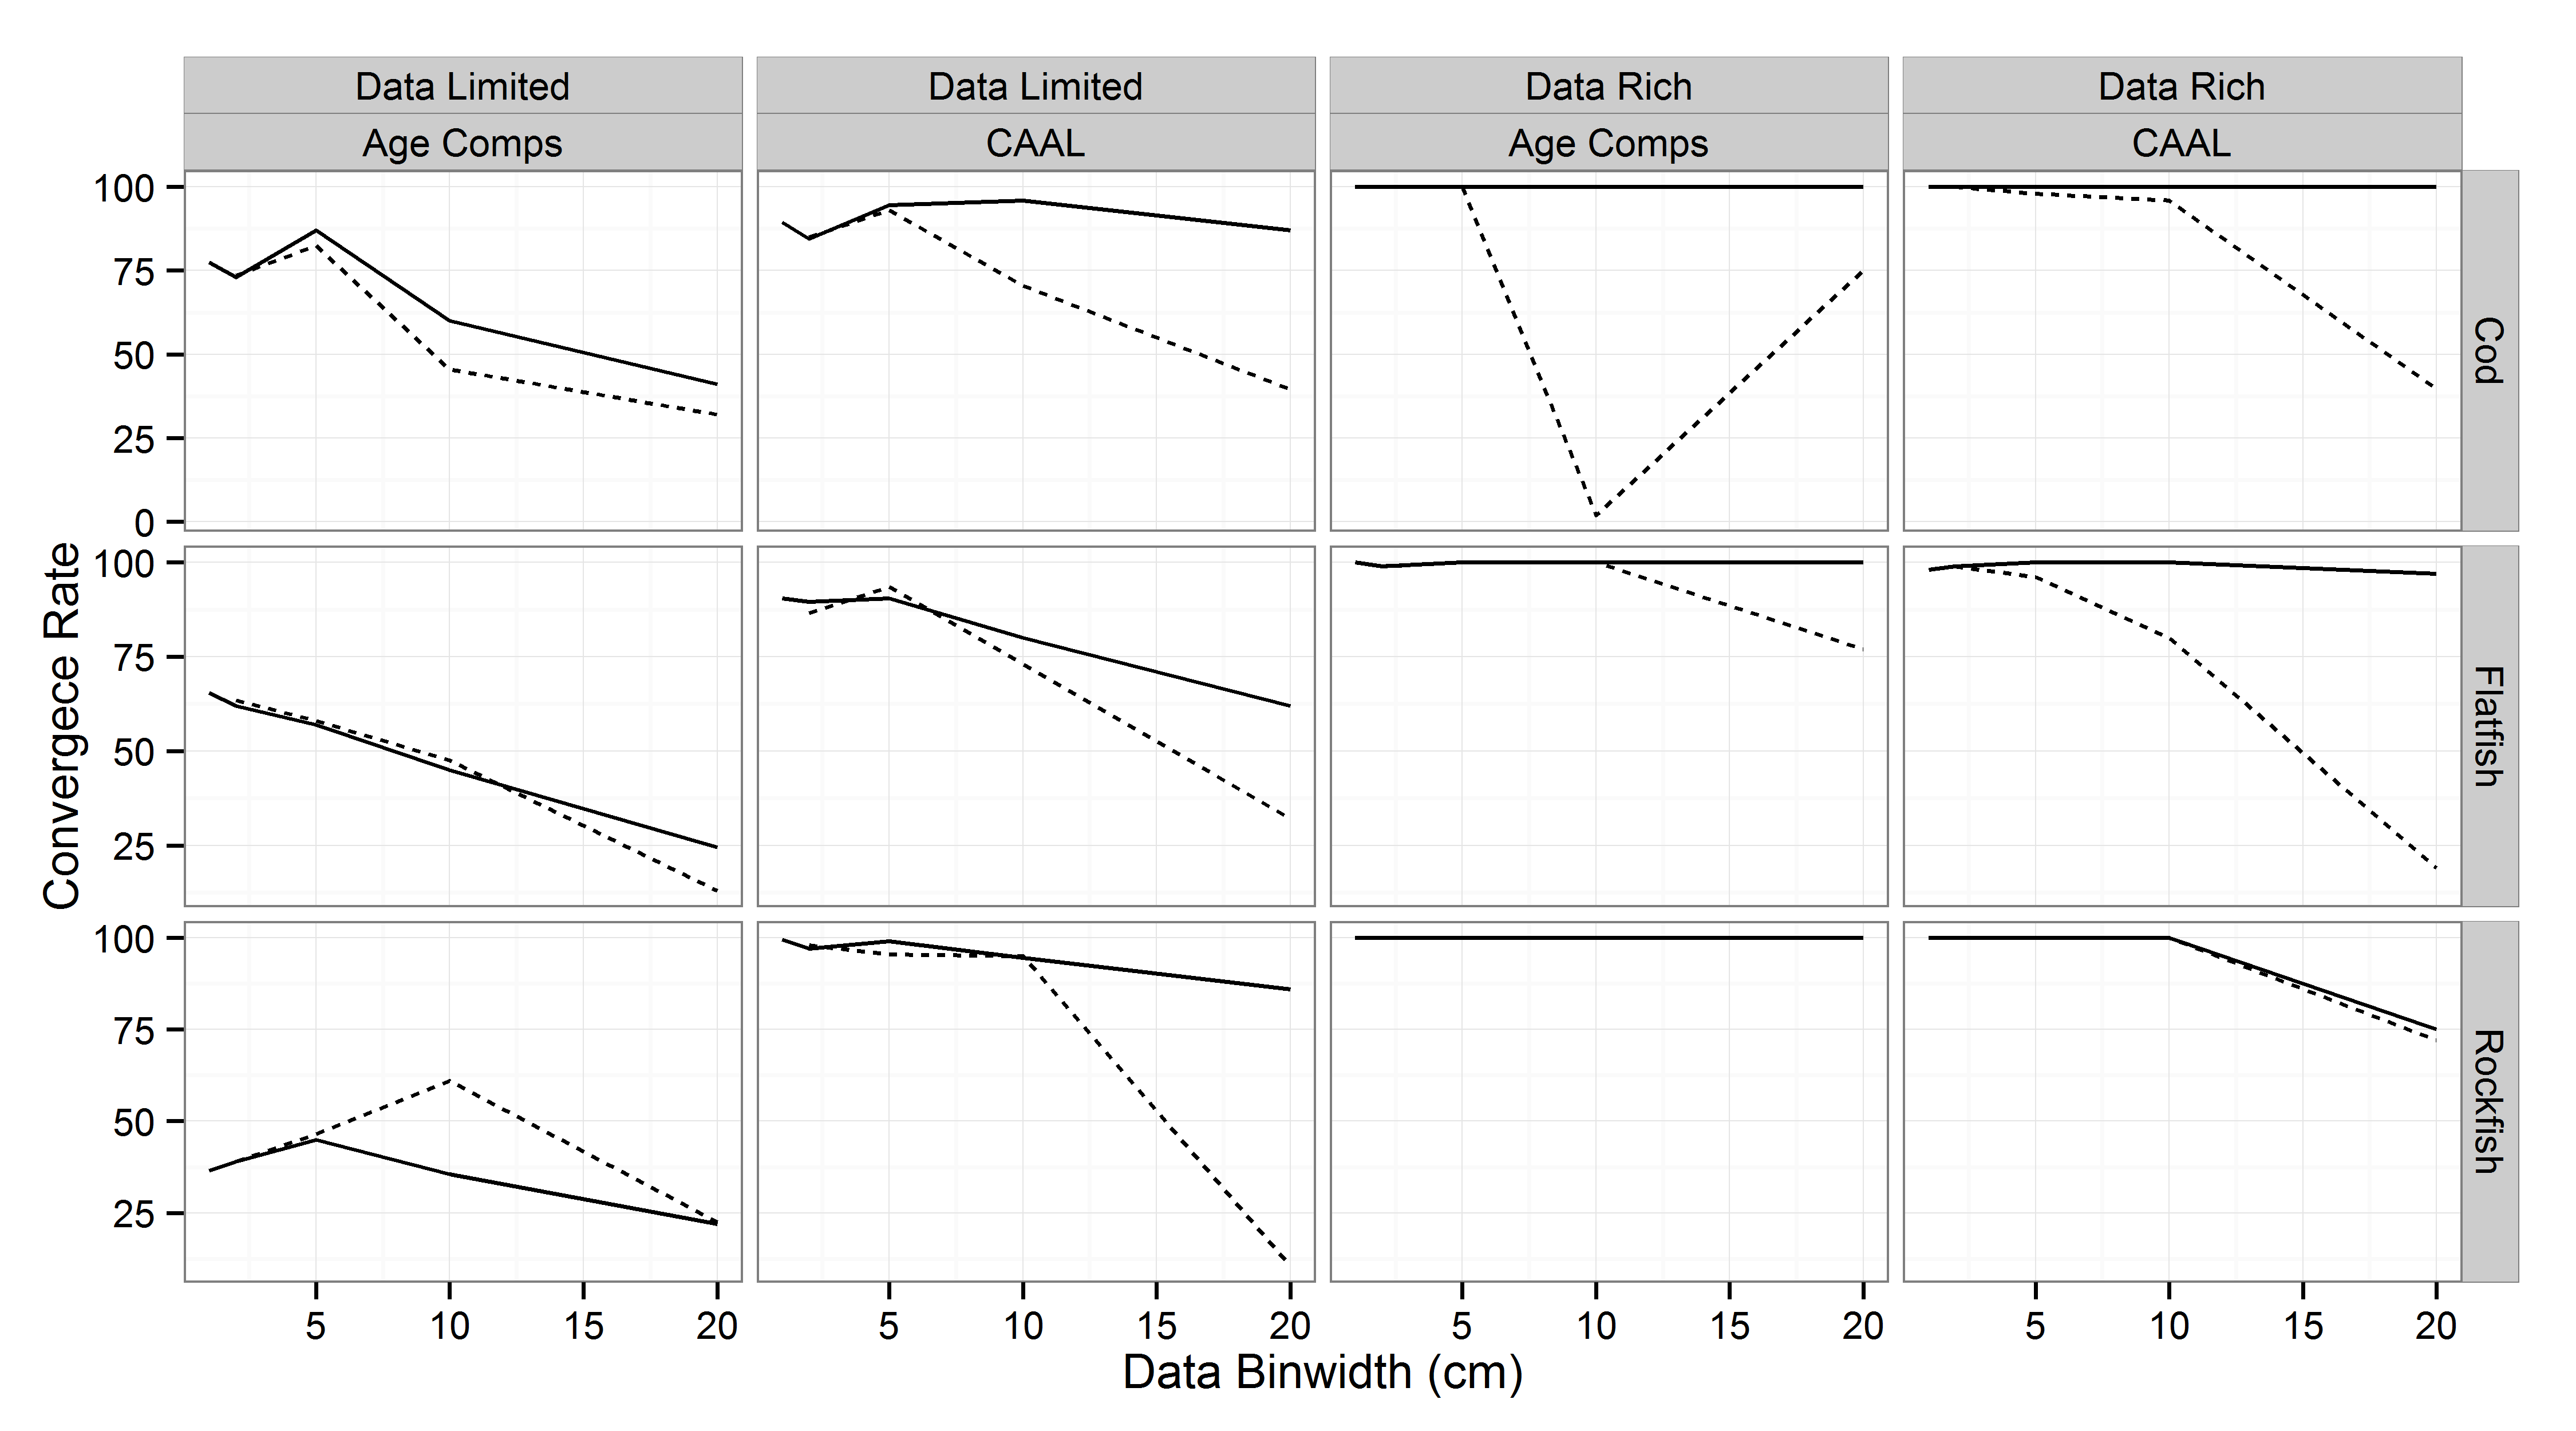 Data Limited
Data Limited
Data Rich
Data Rich
Age Comps
CAAL
Age Comps
CAAL
100
75
50
25
0
Cod
100
75
50
25
Flatfish
100
75
50
25
Rockfish
Convergece Rate
5 10 15 20
5 10 15 20
5 10 15 20
5 10 15 20
Data Binwidth (cm)